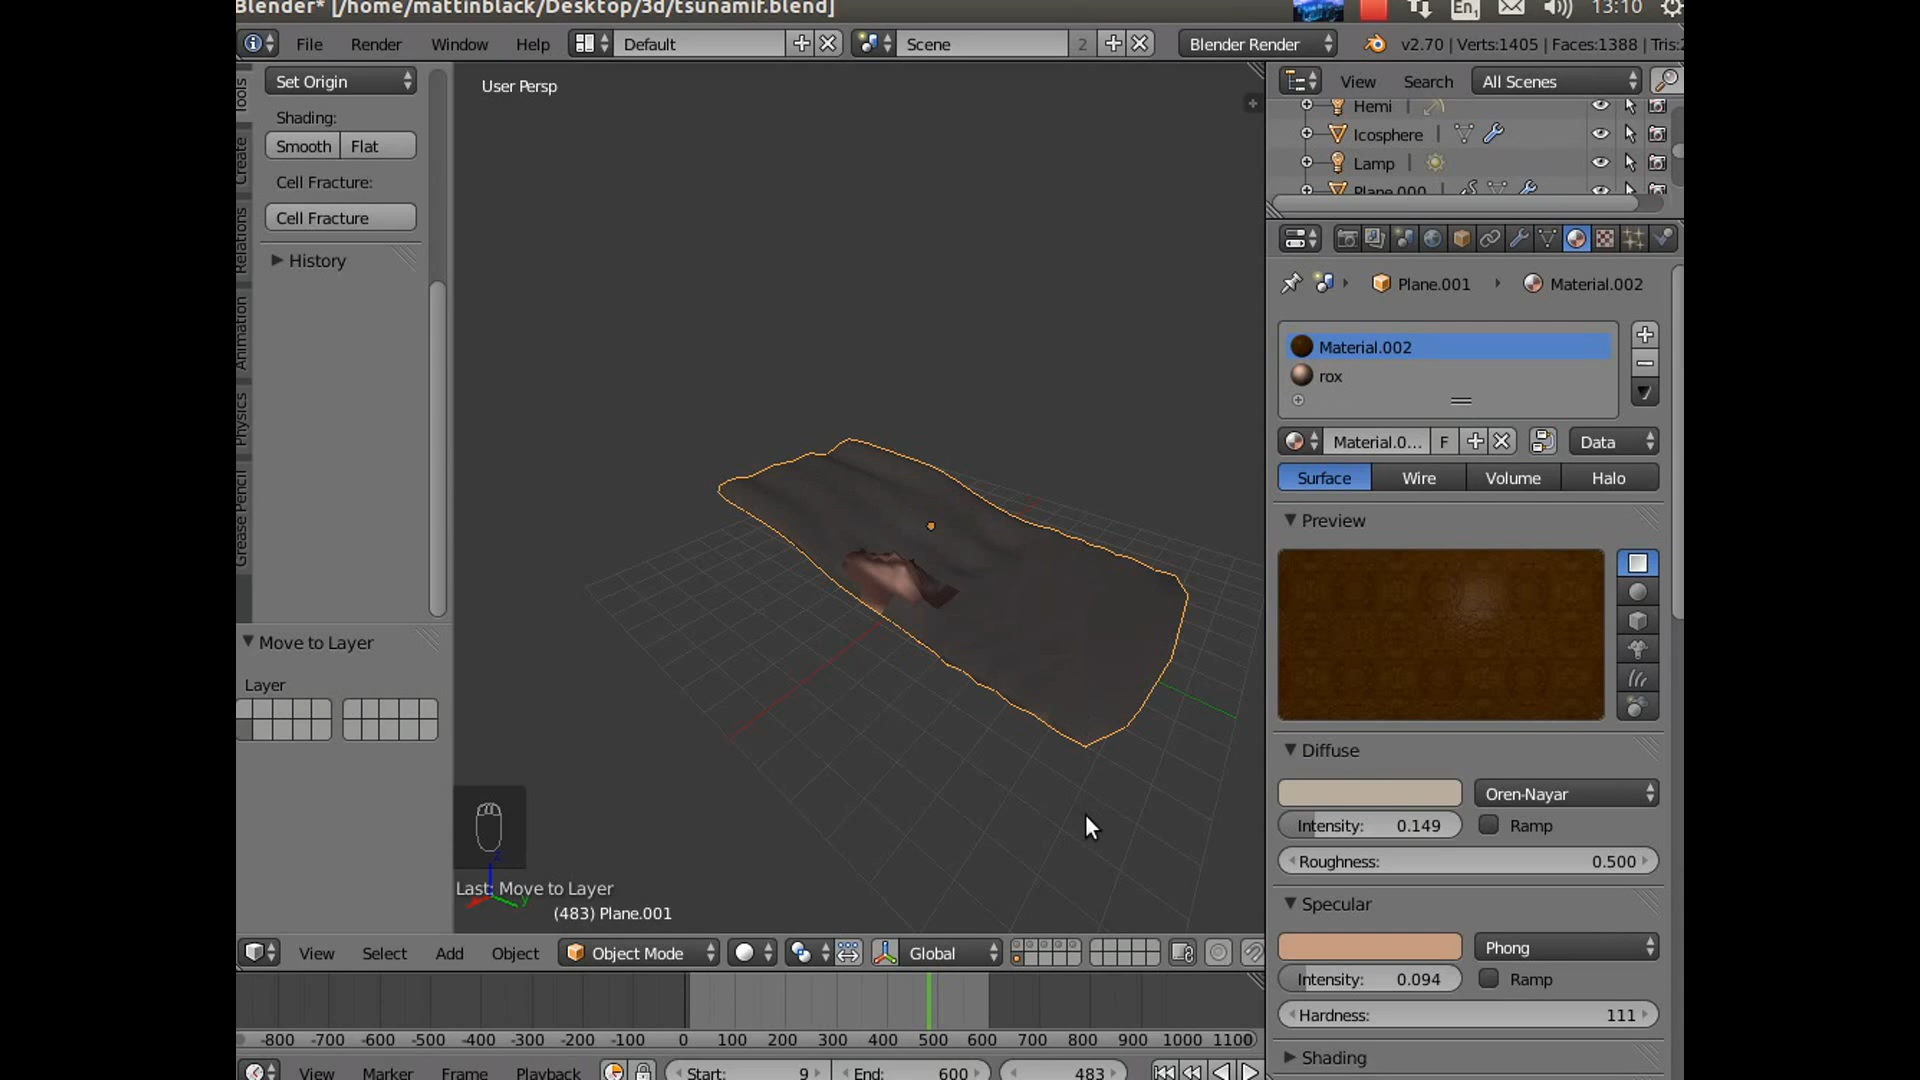 Blender* [/home/mattinblack/Desktop/3d/tsunamif.blend]
En1
13:10
File Render Window Help Default Scene 2 Blender Render v2.70 | Verts:1405 | Faces:1388 | Tris:
Set Origin
User Persp
View Search All Scenes
Hemi
Icosphere
Lamp
Plane.000
Shading:
Smooth Flat
Cell Fracture:
Cell Fracture
History
Tools
Create
Relations
Animation
Physics
Grease Pencil
Plane.001 Material.002
Material.002
rox
Material.0... F Data
Surface Wire Volume Halo
Preview
Move to Layer
Layer
Diffuse
Oren-Nayar
Intensity: 0.149 Ramp
Roughness: 0.500
Specular
Phong
Intensity: 0.094 Ramp
Hardness: 111
Shading
Last: Move to Layer
(483) Plane.001
View Select Add Object Object Mode Global
-800 -700 -600 -500 -400 -300 -200 -100 0 100 200 300 400 500 600 700 800 900 1000 1100
View Marker Frame Playback Start: 9 End: 600 483